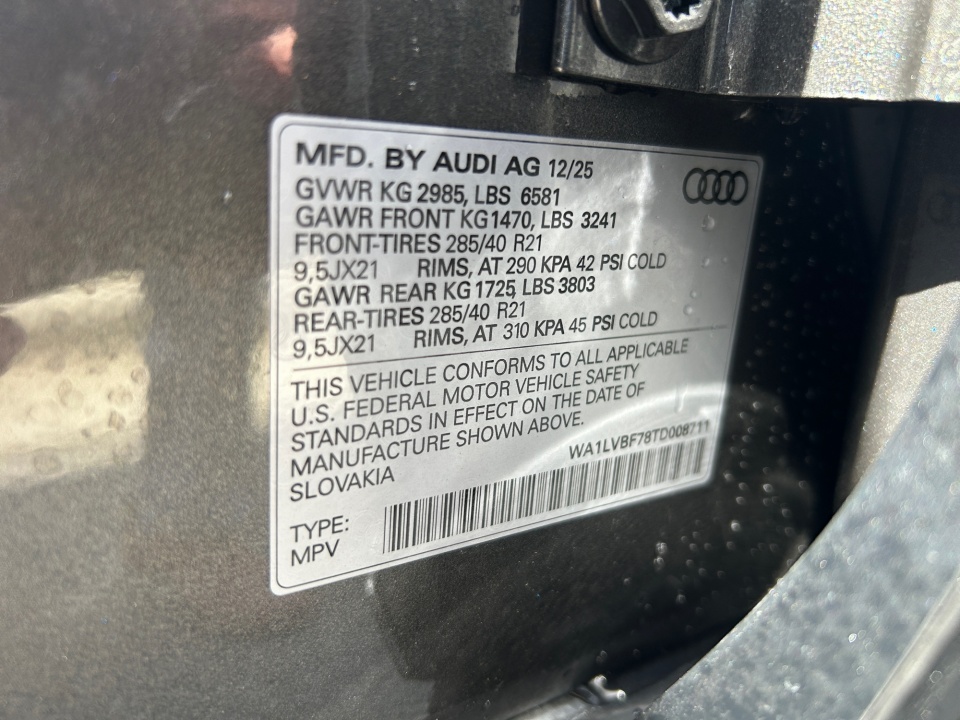 MFD. BY AUDI AG 12/25
GVWR KG 2985, LBS 6581
GAWR FRONT KG1470, LBS 3241
FRONT-TIRES 285/40 R21
9,5JX21 RIMS, AT 290 KPA 42 PSI COLD
GAWR REAR KG 1725, LBS 3803
REAR-TIRES 285/40 R21
9,5JX21 RIMS, AT 310 KPA 45 PSI COLD
THIS VEHICLE CONFORMS TO ALL APPLICABLE
U.S. FEDERAL MOTOR VEHICLE SAFETY
STANDARDS IN EFFECT ON THE DATE OF
MANUFACTURE SHOWN ABOVE.
SLOVAKIA
WA1LVBF78TD008711
TYPE:
MPV